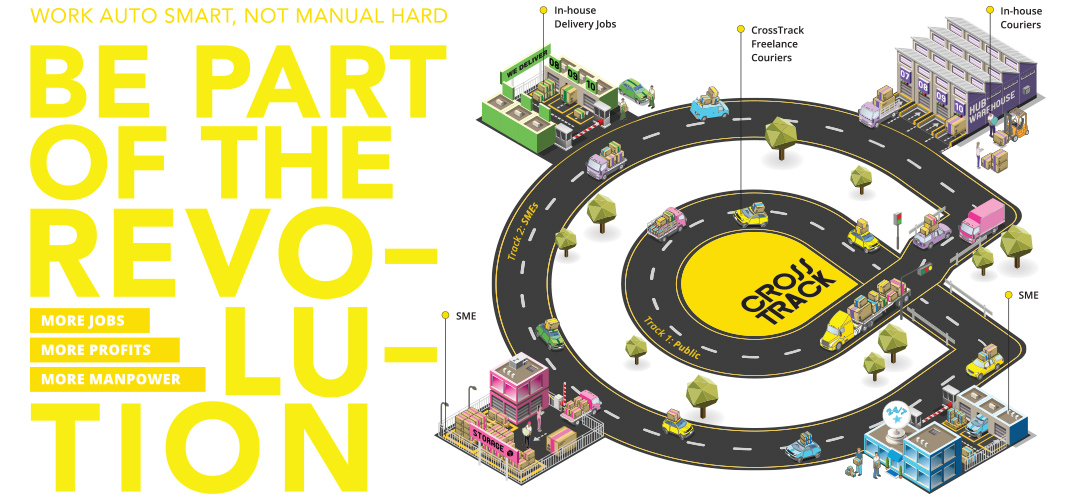 WORK AUTO SMART, NOT MANUAL HARD
BE PART
OF THE
REVO–
LU–
TION
MORE JOBS
MORE PROFITS
MORE MANPOWER
In-house
Delivery Jobs
CrossTrack
Freelance
Couriers
In-house
Couriers
WE DELIVER
08
09
10
07
08
09
10
HUB
WAREHOUSE
Track 2: SMEs
CROSS
TRACK
Track 1: Public
SME
SME
STORAGE
24/7